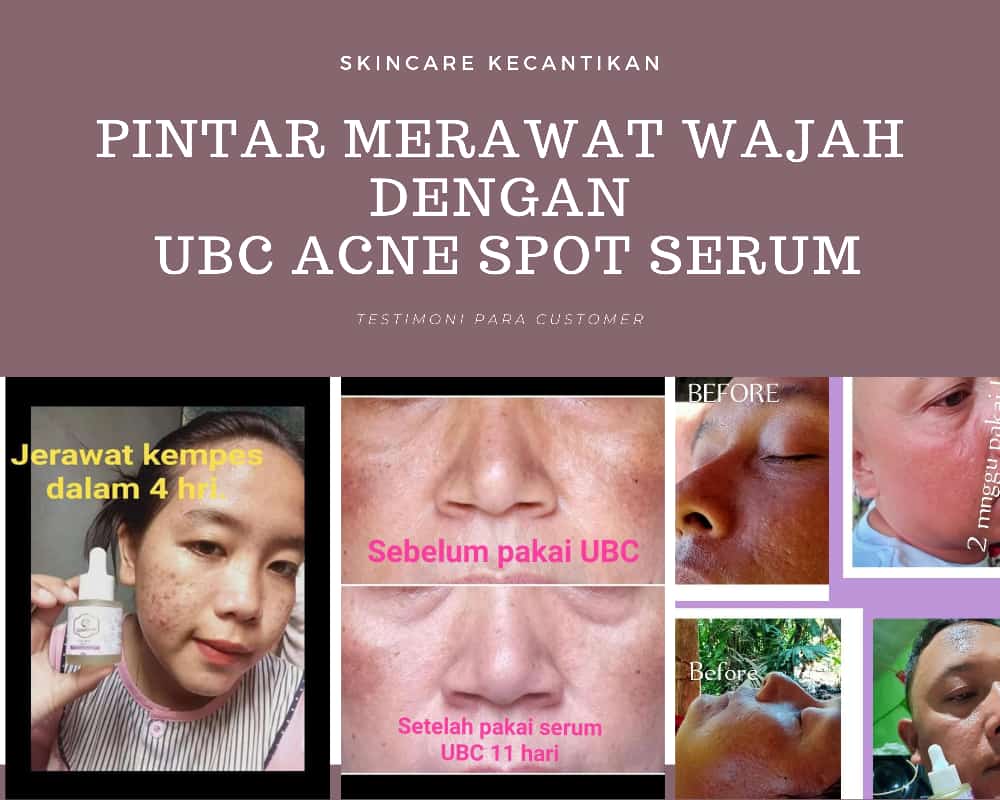 SKINCARE KECANTIKAN
PINTAR MERAWAT WAJAH
DENGAN
UBC ACNE SPOT SERUM
TESTIMONI PARA CUSTOMER
Jerawat kempes
dalam 4 hri.
Sebelum pakai UBC
Setelah pakai serum
UBC 11 hari
BEFORE
2 mnggu pakai
Before